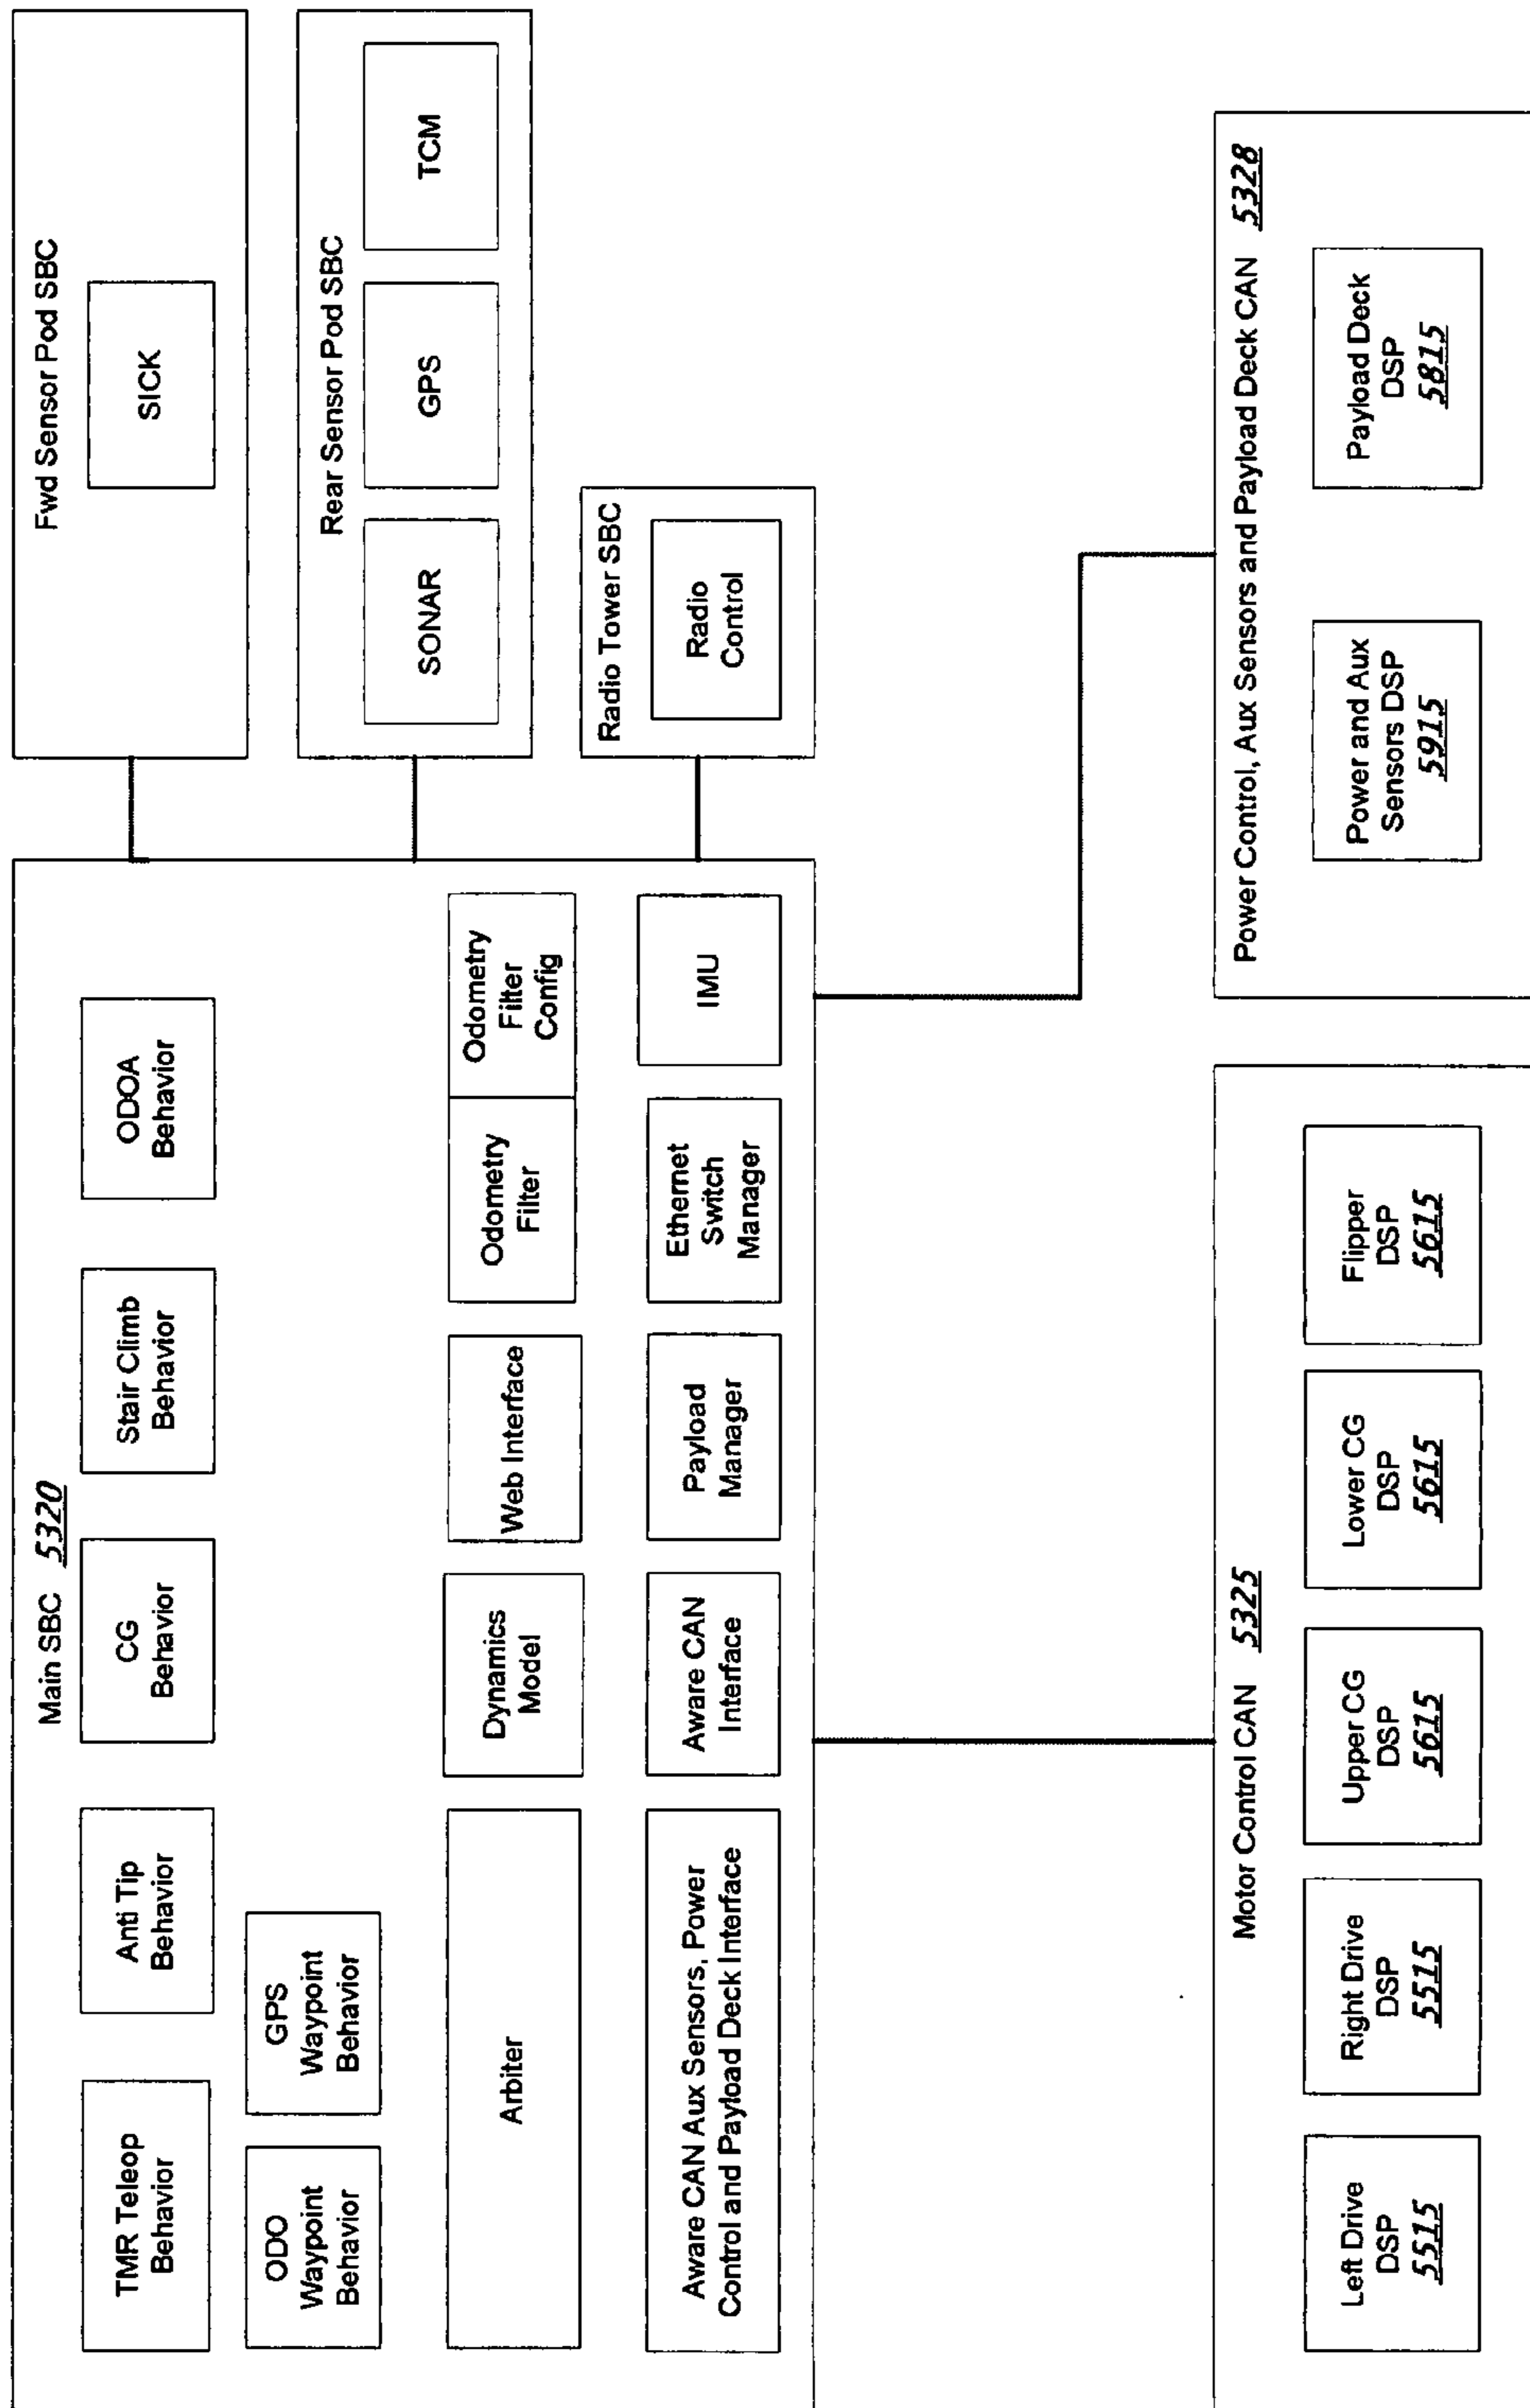 Main SBC 5320
TMR Teleop
Behavior
Anti Tip
Behavior
CG
Behavior
Stair Climb
Behavior
ODOA
Behavior
ODO
Waypoint
Behavior
GPS
Waypoint
Behavior
Arbiter
Dynamics
Model
Web Interface
Odometry
Filter
Odometry
Filter
Config
Aware CAN Aux Sensors, Power
Control and Payload Deck Interface
Aware CAN
Interface
Payload
Manager
Ethernet
Switch
Manager
IMU
Fwd Sensor Pod SBC
SICK
Rear Sensor Pod SBC
SONAR
GPS
TCM
Radio Tower SBC
Radio
Control
Motor Control CAN 5325
Left Drive
DSP
5515
Right Drive
DSP
5515
Upper CG
DSP
5615
Lower CG
DSP
5615
Flipper
DSP
5615
Power Control, Aux Sensors and Payload Deck CAN 5328
Power and Aux
Sensors DSP
5915
Payload Deck
DSP
5815